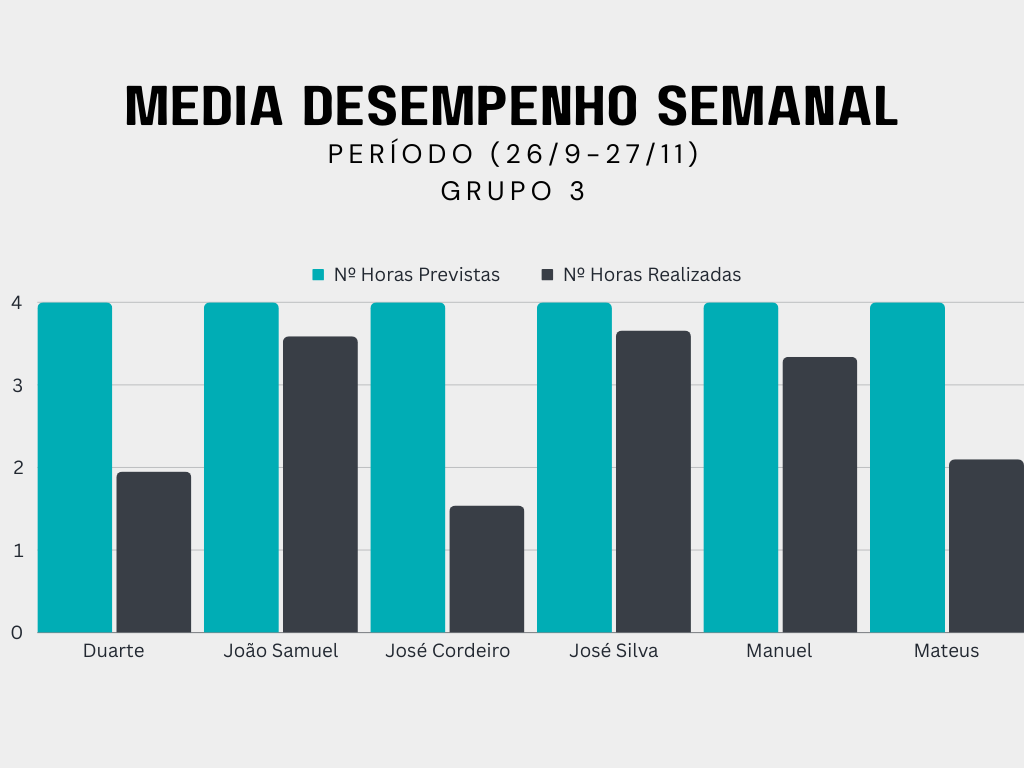 MEDIA DESEMPENHO SEMANAL
PERÍODO (26/9-27/11)
GRUPO 3
Nº Horas Previstas
Nº Horas Realizadas
4
3
2
1
0
Duarte
João Samuel
José Cordeiro
José Silva
Manuel
Mateus